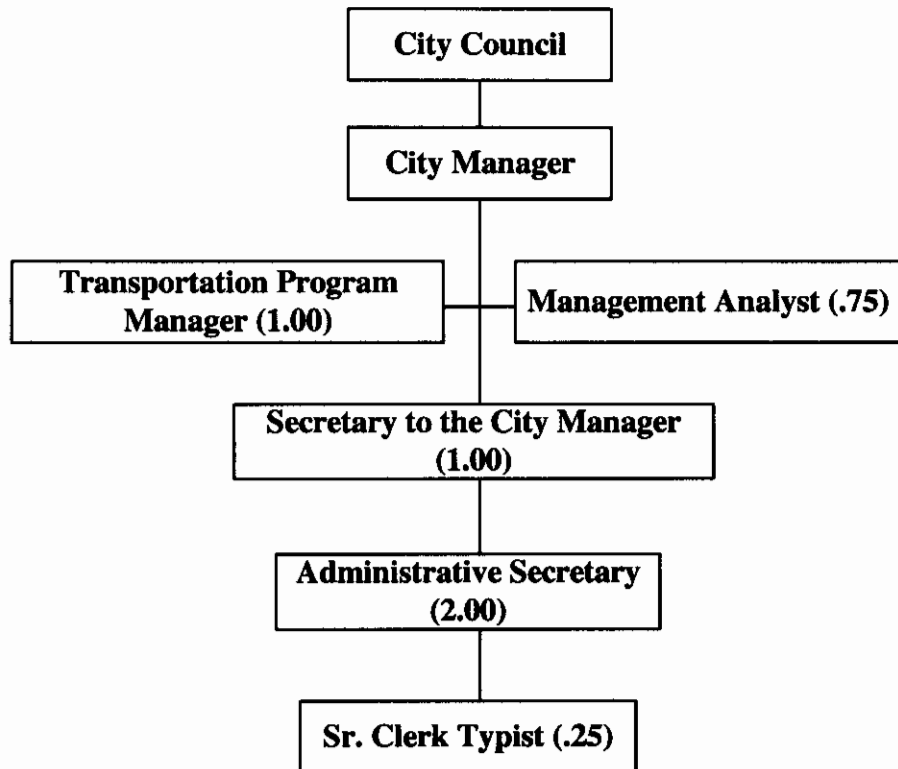 City Council
City Manager
Transportation Program
Manager (1.00)
Management Analyst (.75)
Secretary to the City Manager
(1.00)
Administrative Secretary
(2.00)
Sr. Clerk Typist (.25)